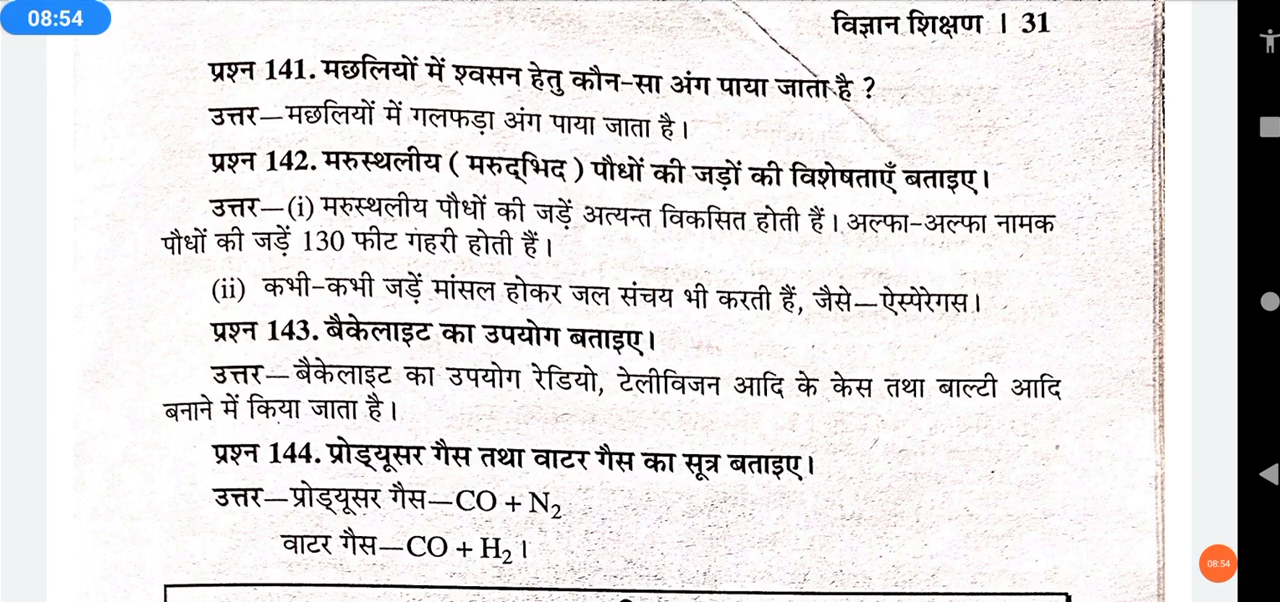 08:54
विज्ञान शिक्षण । 31
प्रश्न 141. मछलियों में श्वसन हेतु कौन-सा अंग पाया जाता है ?
उत्तर—मछलियों में गलफड़ा अंग पाया जाता है।
प्रश्न 142. मरुस्थलीय ( मरुद्भिद ) पौधों की जड़ों की विशेषताएँ बताइए।
उत्तर—(i) मरुस्थलीय पौधों की जड़ें अत्यन्त विकसित होती हैं। अल्फा-अल्फा नामक
पौधों की जड़ें 130 फीट गहरी होती हैं।
(ii) कभी-कभी जड़ें मांसल होकर जल संचय भी करती हैं, जैसे—ऐस्पेरेगस।
प्रश्न 143. बैकेलाइट का उपयोग बताइए।
उत्तर—बैकेलाइट का उपयोग रेडियो, टेलीविजन आदि के केस तथा बाल्टी आदि
बनाने में किया जाता है।
प्रश्न 144. प्रोड्यूसर गैस तथा वाटर गैस का सूत्र बताइए।
उत्तर—प्रोड्यूसर गैस—CO + N₂
वाटर गैस—CO + H₂ ।
08:54